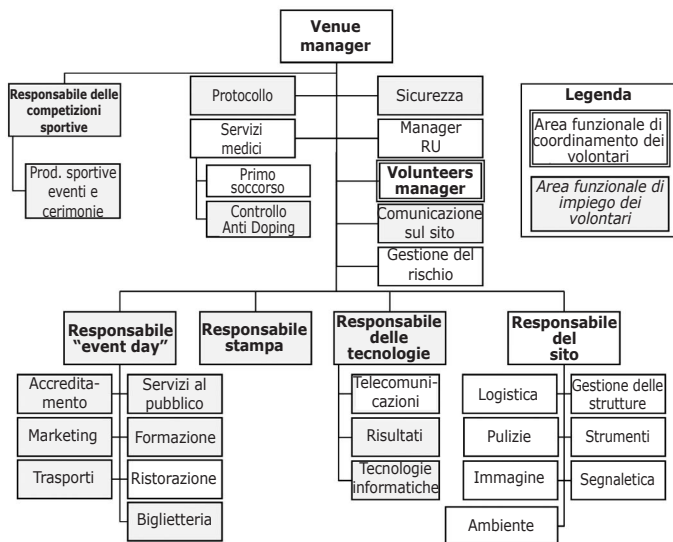 Venue
manager
Responsabile delle
competizioni
sportive
Prod. sportive
eventi e
cerimonie
Protocollo
Servizi
medici
Primo
soccorso
Controllo
Anti Doping
Sicurezza
Manager
RU
Volunteers
manager
Comunicazione
sul sito
Gestione del
rischio
Legenda
Area funzionale di
coordinamento dei
volontari
Area funzionale di
impiego dei
volontari
Responsabile
“event day”
Accredita-
mento
Marketing
Trasporti
Servizi al
pubblico
Formazione
Ristorazione
Biglietteria
Responsabile
stampa
Responsabile
delle
tecnologie
Telecomuni-
cazioni
Risultati
Tecnologie
informatiche
Responsabile
del
sito
Logistica
Pulizie
Immagine
Ambiente
Gestione delle
strutture
Strumenti
Segnaletica